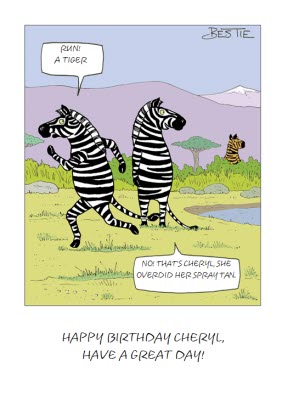 BESTIE
RUN!
A TIGER
NO! THAT'S CHERYL, SHE
OVERDID HER SPRAY TAN.
HAPPY BIRTHDAY CHERYL,
HAVE A GREAT DAY!